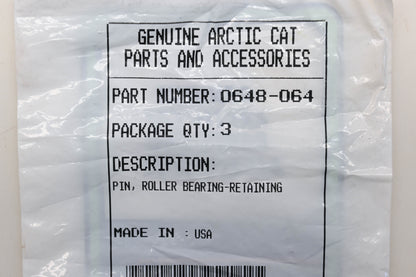 GENUINE ARCTIC CAT
PARTS AND ACCESSORIES
PART NUMBER: 0648-064
PACKAGE QTY: 3
DESCRIPTION:
PIN, ROLLER BEARING-RETAINING
MADE IN : USA